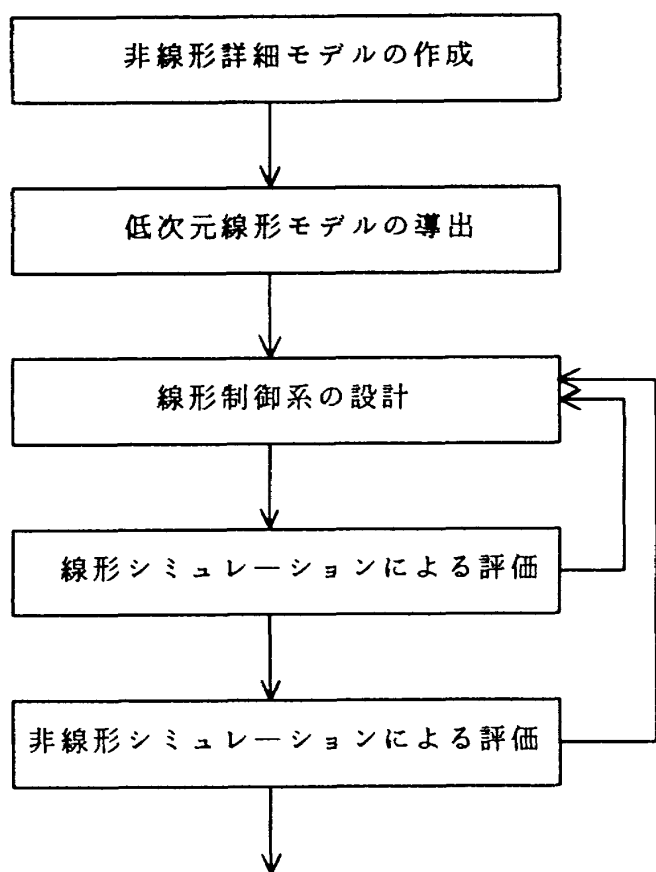 非線形詳細モデルの作成
低次元線形モデルの導出
線形制御系の設計
線形シミュレーションによる評価
非線形シミュレーションによる評価